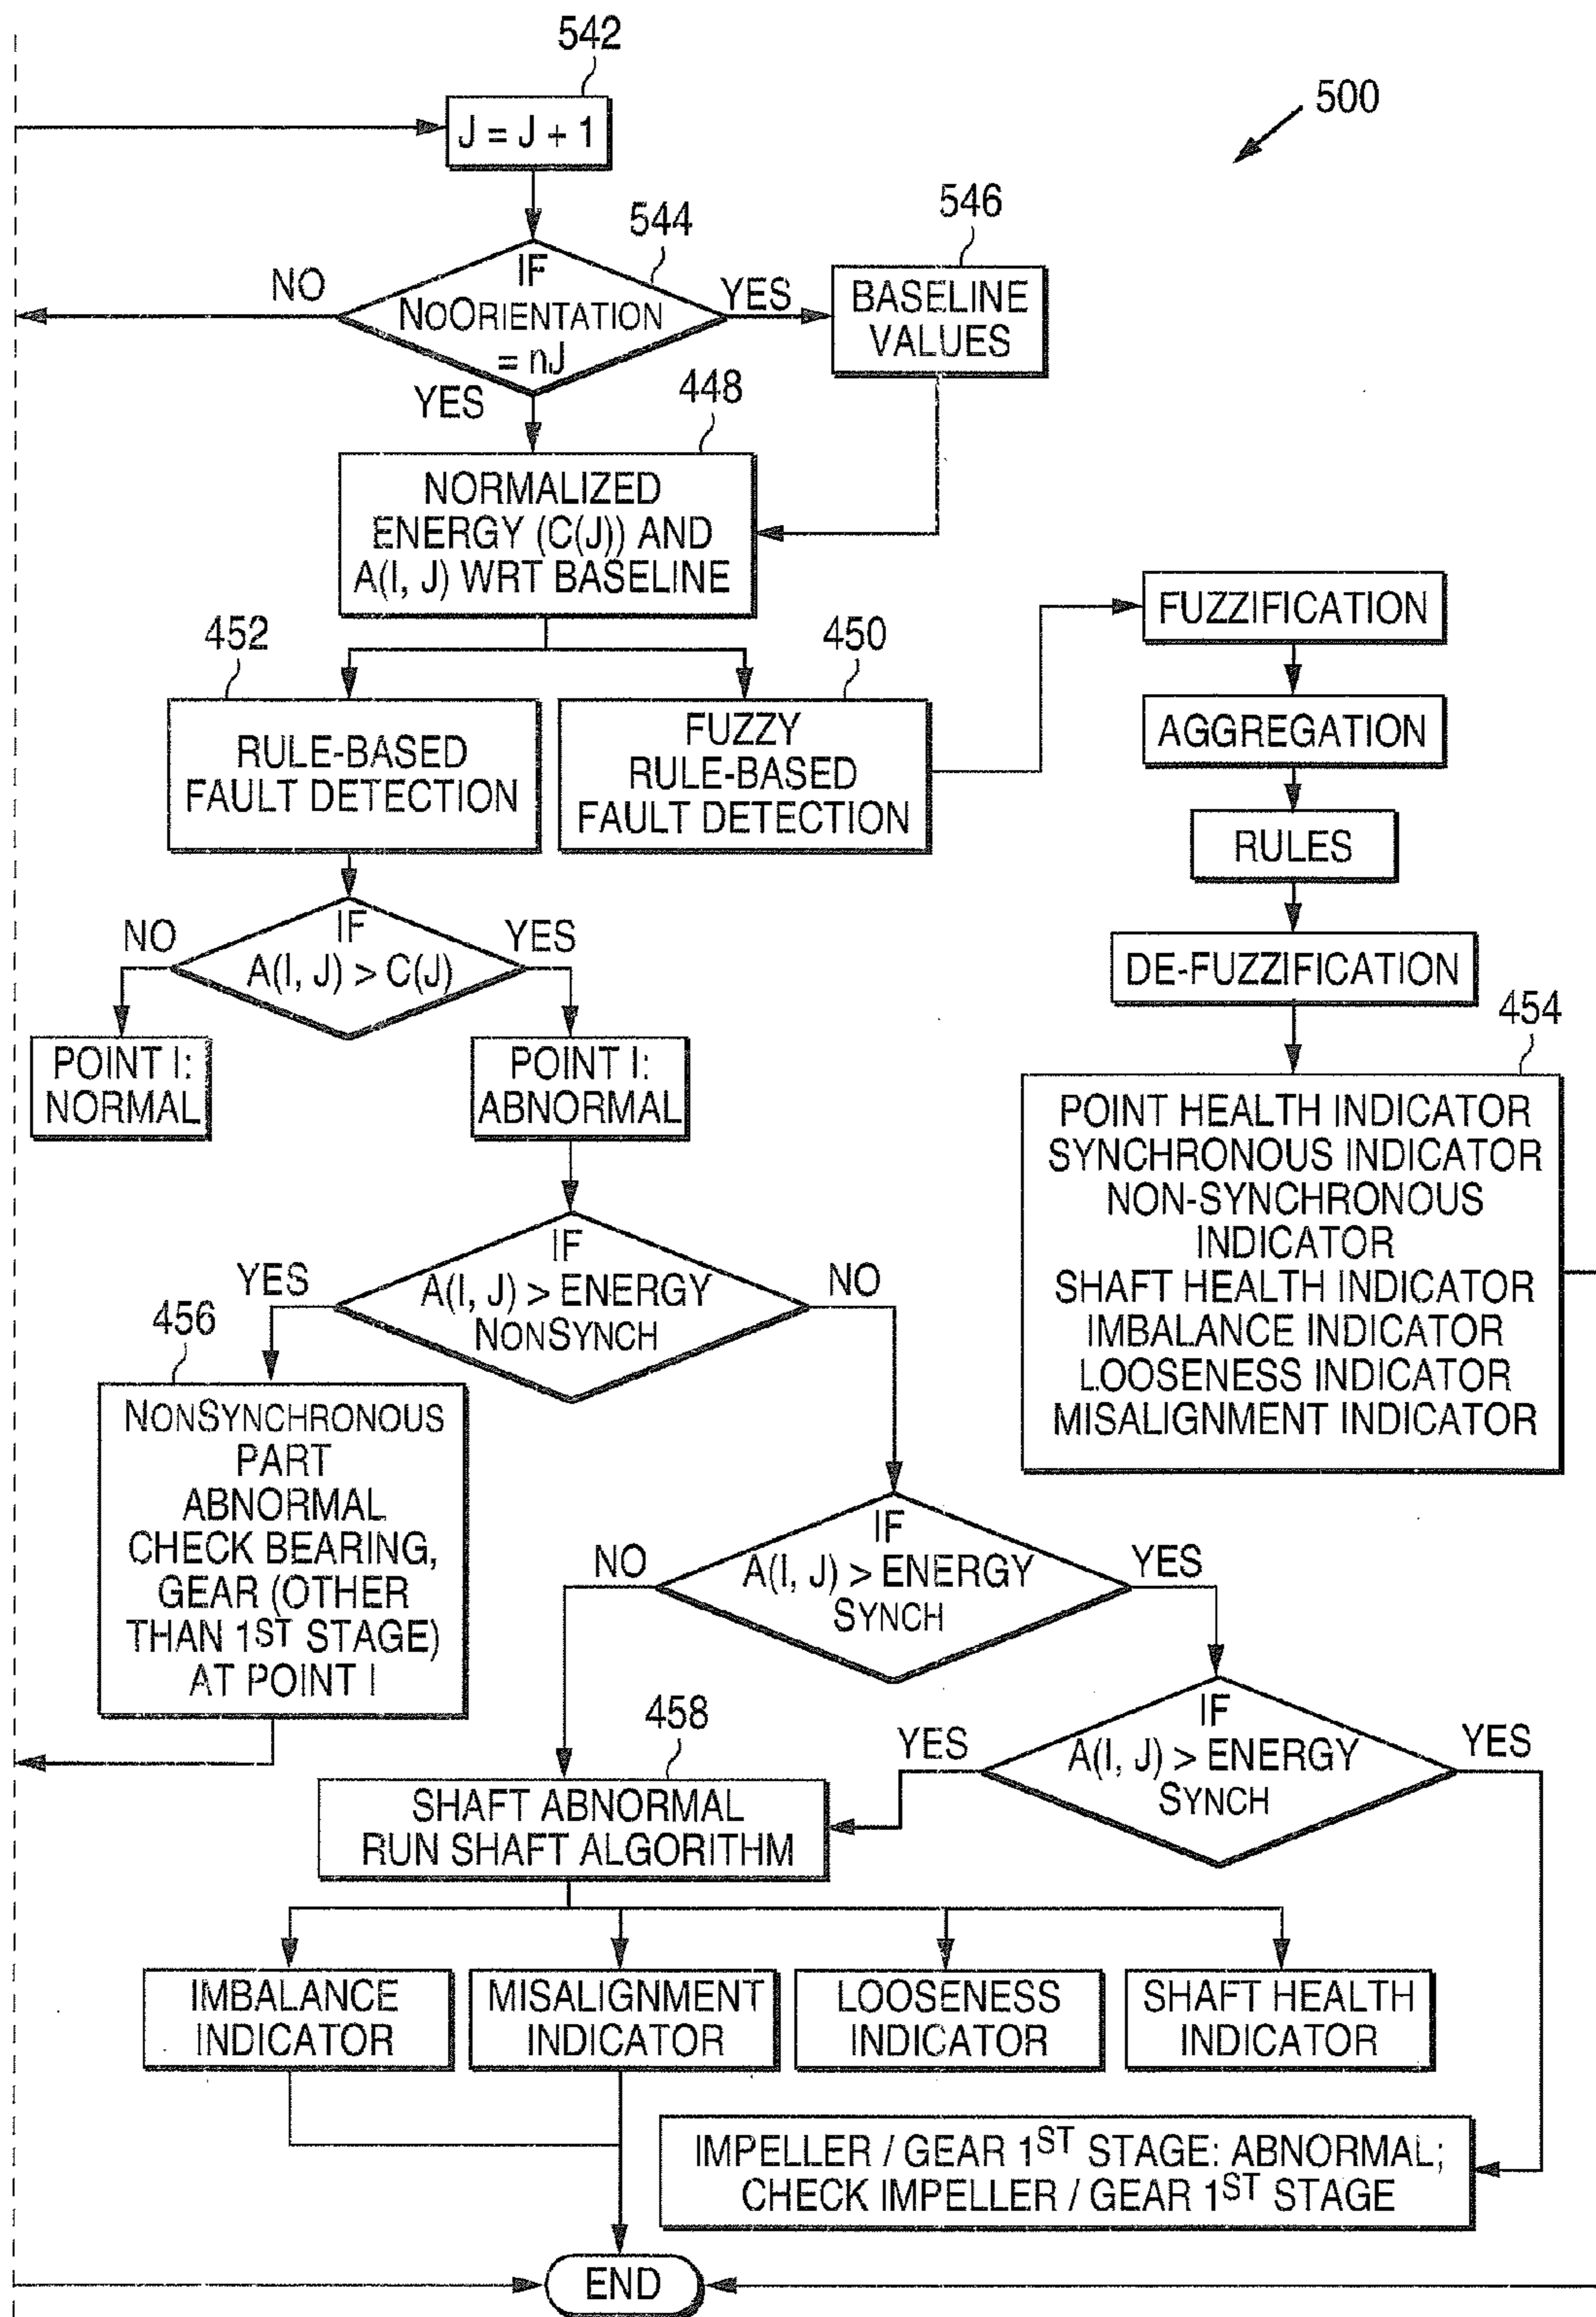 542
J = J + 1
500
544
IF
NOORIENTATION
= nJ
NO
YES
YES
546
BASELINE
VALUES
448
NORMALIZED
ENERGY (C(J)) AND
A(I, J) WRT BASELINE
452
RULE-BASED
FAULT DETECTION
450
FUZZY
RULE-BASED
FAULT DETECTION
FUZZIFICATION
AGGREGATION
RULES
DE-FUZZIFICATION
454
POINT HEALTH INDICATOR
SYNCHRONOUS INDICATOR
NON-SYNCHRONOUS
INDICATOR
SHAFT HEALTH INDICATOR
IMBALANCE INDICATOR
LOOSENESS INDICATOR
MISALIGNMENT INDICATOR
NO
IF
A(I, J) > C(J)
YES
POINT I:
NORMAL
POINT I:
ABNORMAL
YES
IF
A(I, J) > ENERGY
NONSYNCH
NO
456
NONSYNCHRONOUS
PART
ABNORMAL
CHECK BEARING,
GEAR (OTHER
THAN 1ST STAGE)
AT POINT I
NO
IF
A(I, J) > ENERGY
SYNCH
YES
YES
IF
A(I, J) > ENERGY
SYNCH
YES
458
SHAFT ABNORMAL
RUN SHAFT ALGORITHM
IMBALANCE
INDICATOR
MISALIGNMENT
INDICATOR
LOOSENESS
INDICATOR
SHAFT HEALTH
INDICATOR
IMPELLER / GEAR 1ST STAGE: ABNORMAL;
CHECK IMPELLER / GEAR 1ST STAGE
END